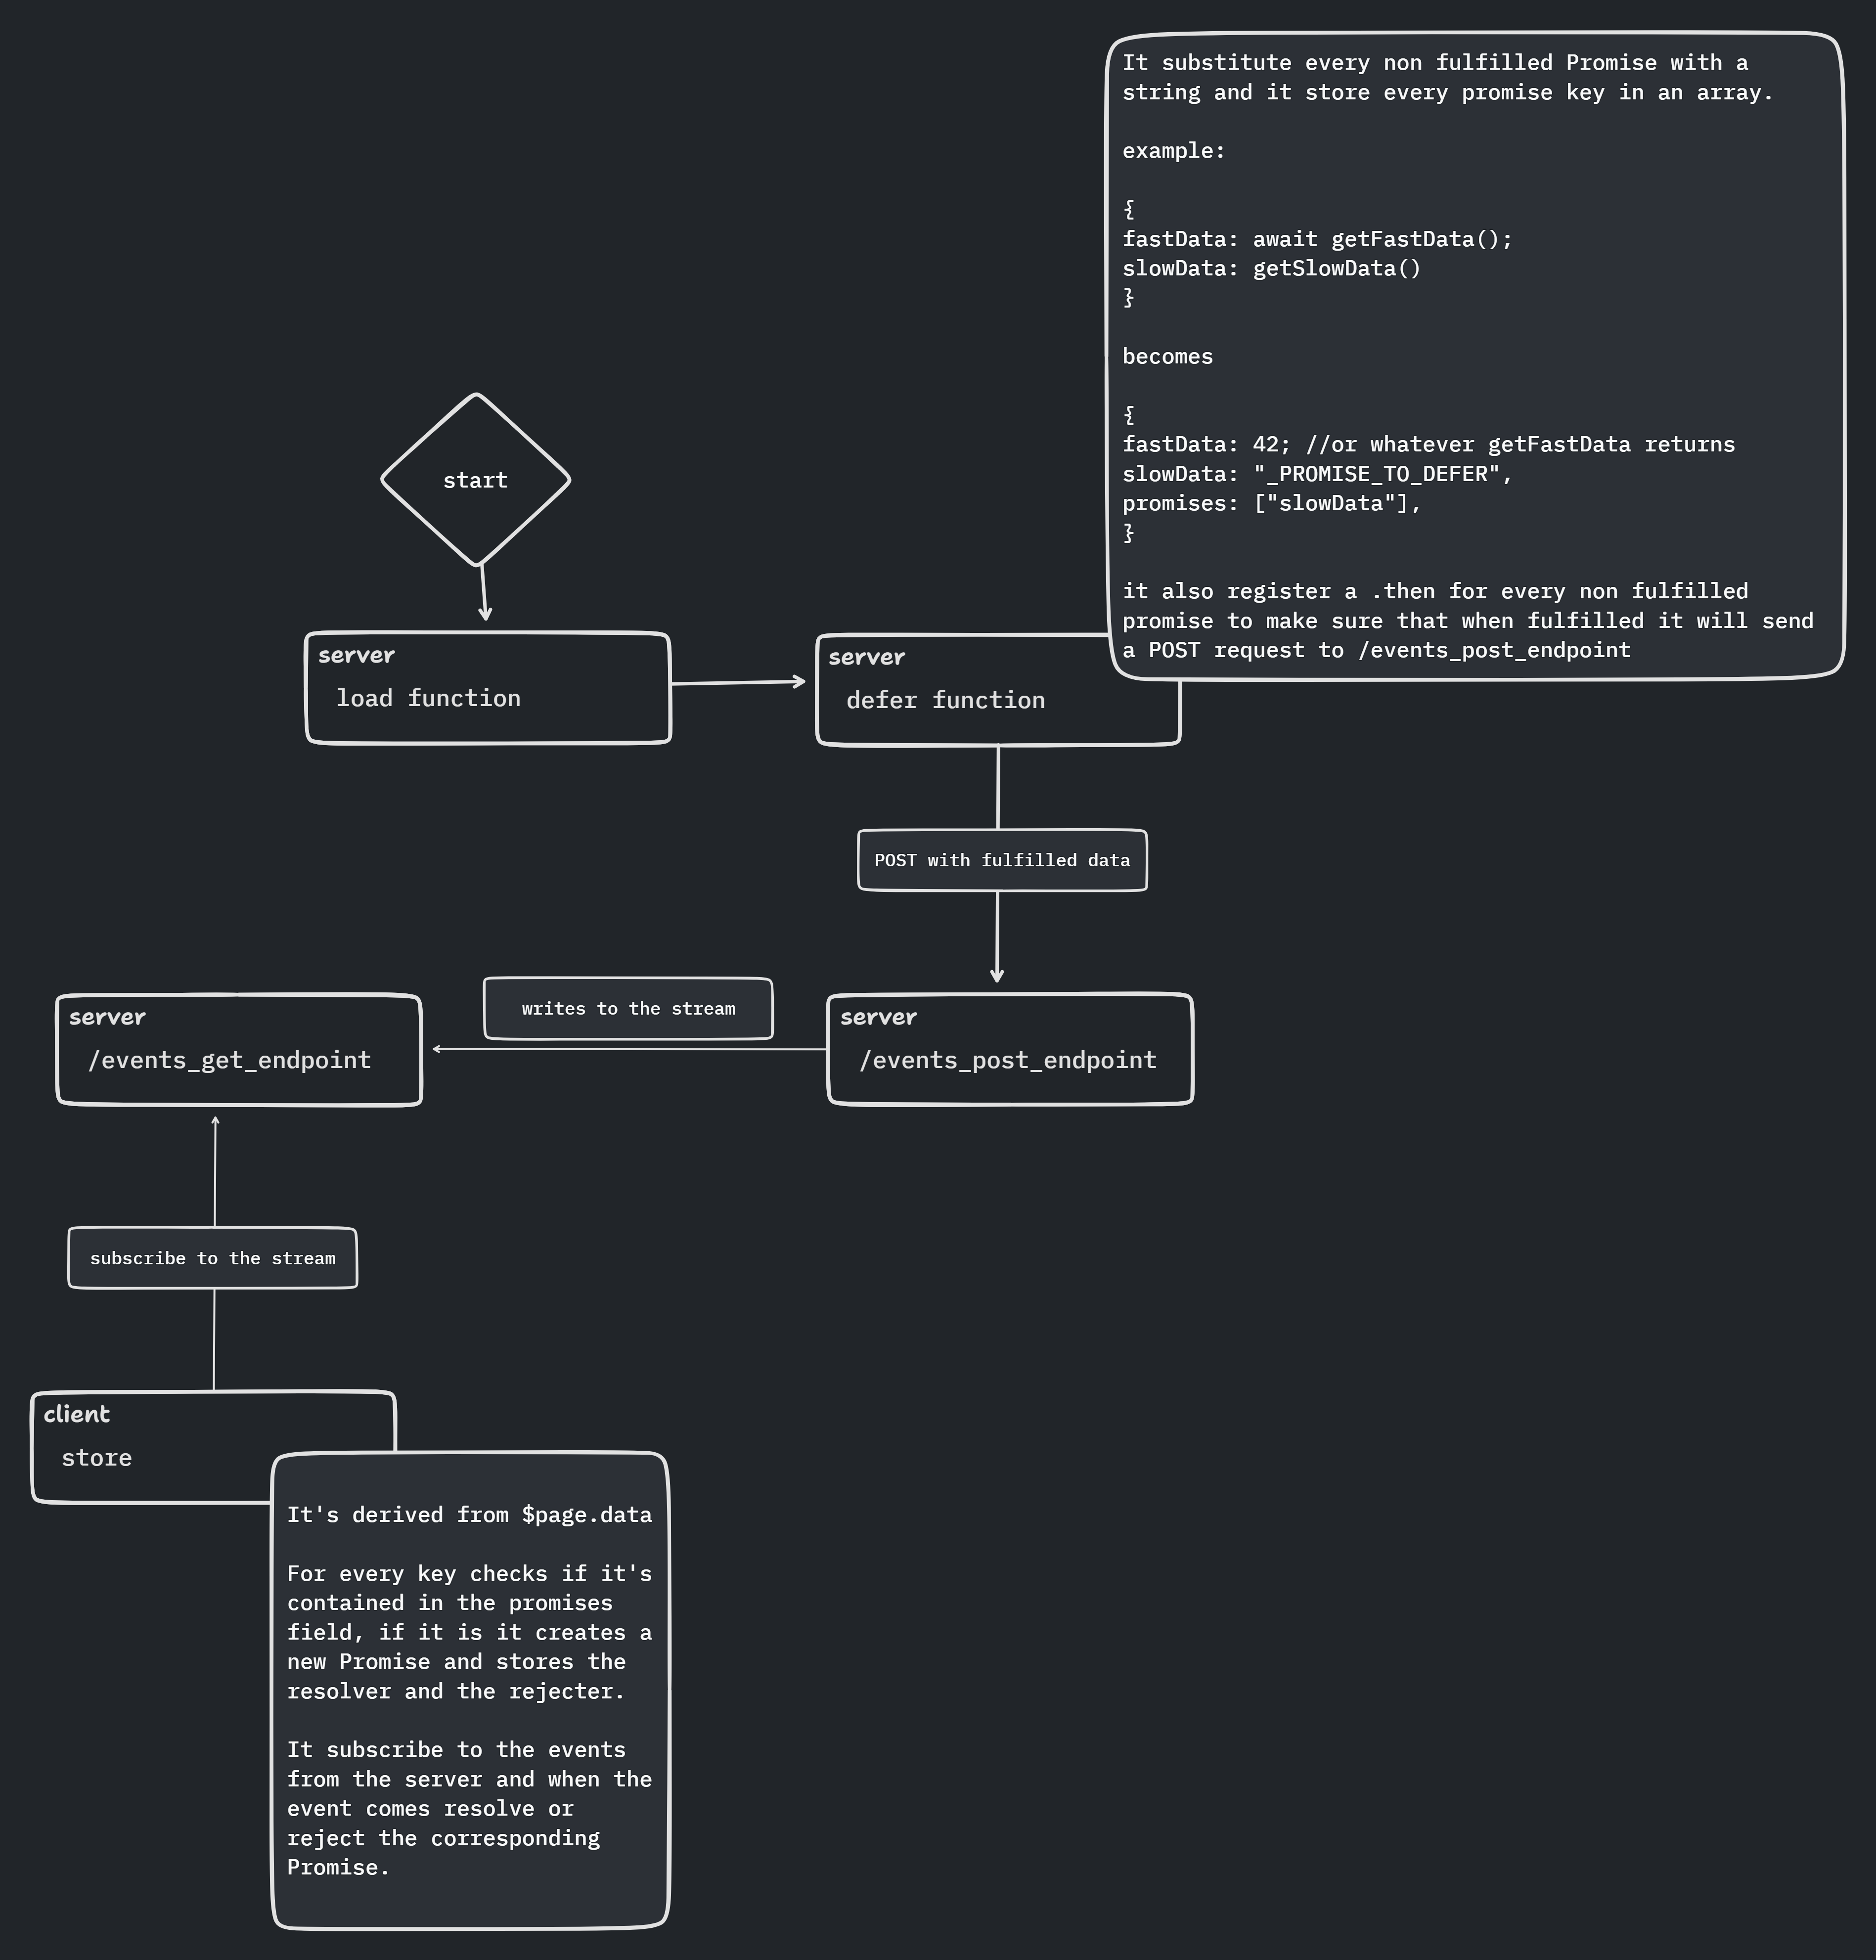 It substitute every non fulfilled Promise with a
string and it store every promise key in an array.
example:
{
fastData: await getFastData();
slowData: getSlowData()
}
becomes
{
fastData: 42; //or whatever getFastData returns
slowData: "_PROMISE_TO_DEFER",
promises: ["slowData"],
}
it also register a .then for every non fulfilled
promise to make sure that when fulfilled it will send
a POST request to /events_post_endpoint
start
server
load function
server
defer function
POST with fulfilled data
server
/events_post_endpoint
writes to the stream
server
/events_get_endpoint
subscribe to the stream
client
store
It's derived from $page.data
For every key checks if it's
contained in the promises
field, if it is it creates a
new Promise and stores the
resolver and the rejecter.
It subscribe to the events
from the server and when the
event comes resolve or
reject the corresponding
Promise.